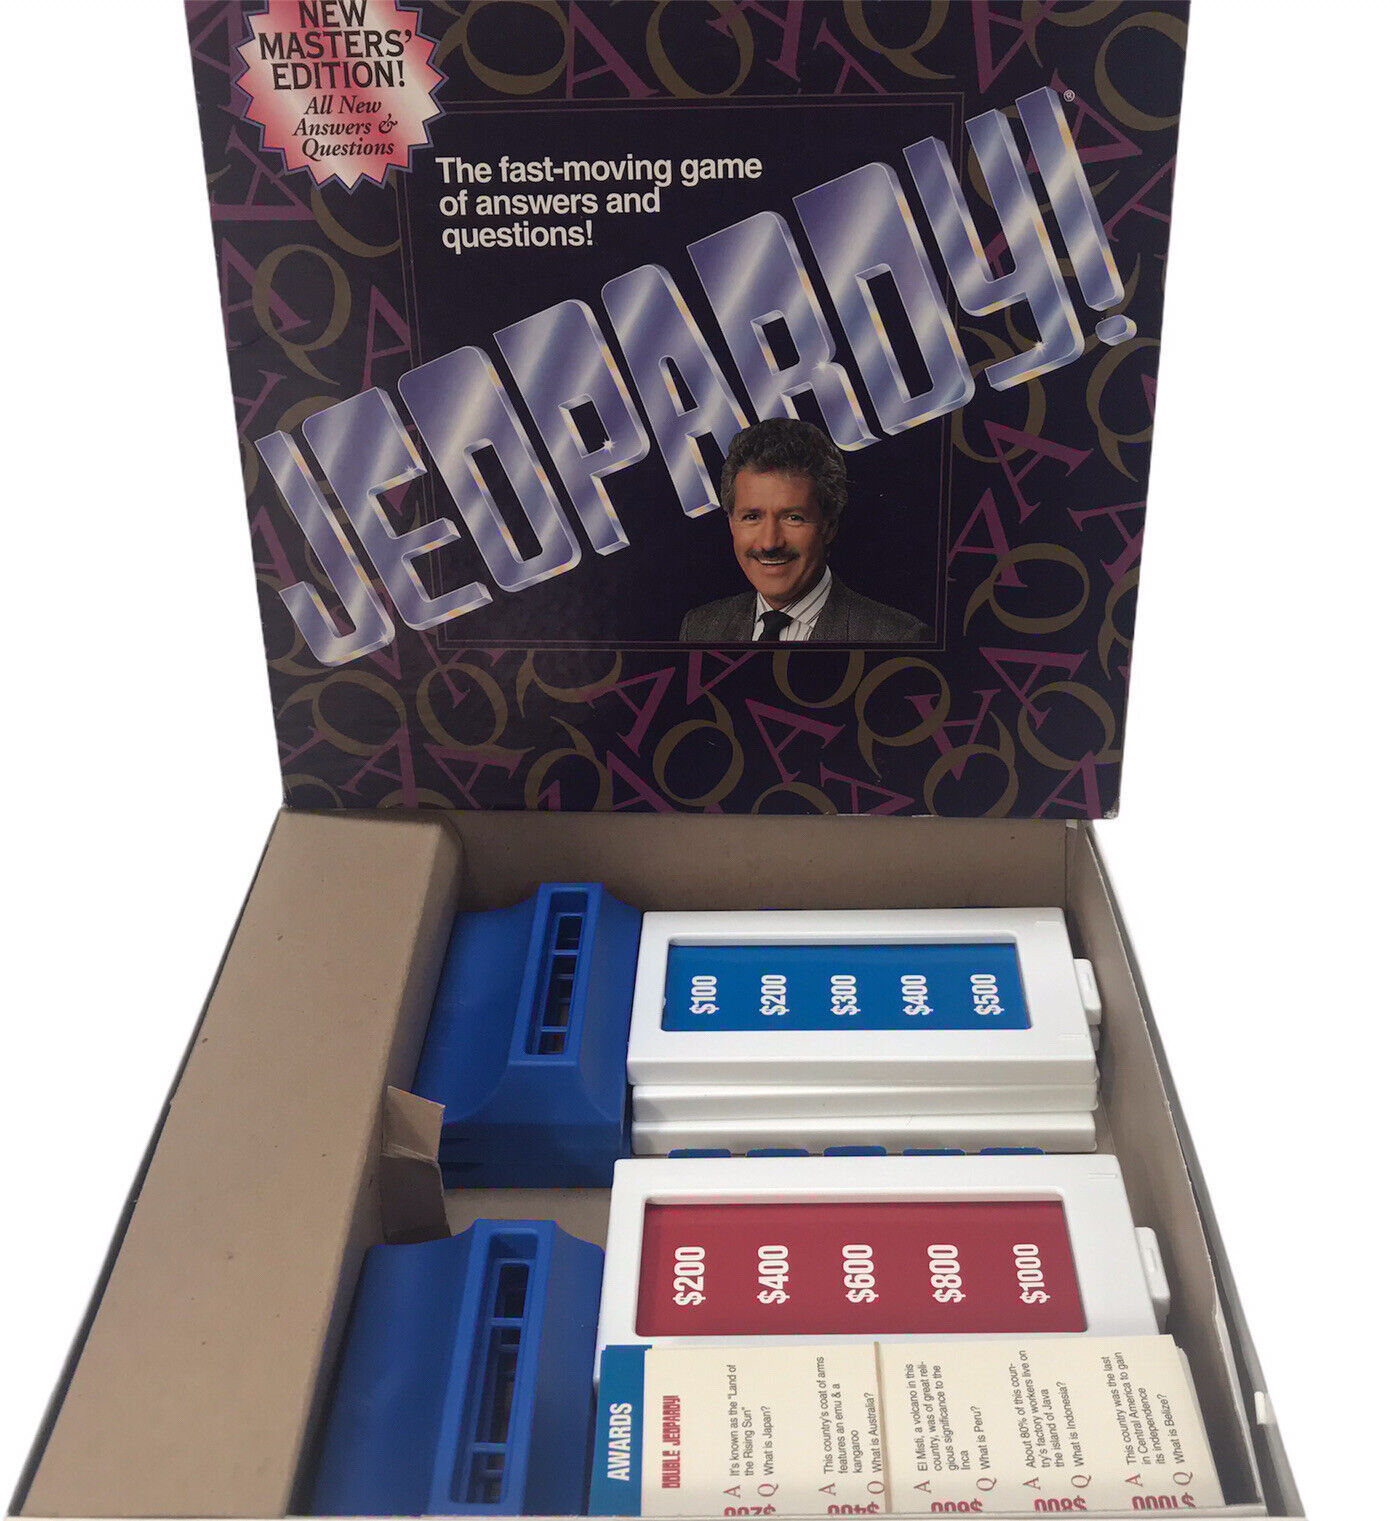 NEW
MASTERS'
EDITION!
All New
Answers &
Questions
The fast-moving game
of answers and
questions!
JEOPARDY!
®
$100
$200
$300
$400
$500
$200
$400
$600
$800
$1000
AWARDS
DOUBLE JEOPARDY!
A It's known as the "Land of
the Rising Sun"
Q What is Japan?
A This country's coat of arms
features an emu & a
kangaroo
Q What is Australia?
A El Misti, a volcano in this
country, was of great reli-
gious significance to the
Inca
Q What is Peru?
A About 80% of this coun-
try's factory workers live on
the island of Java
Q What is Indonesia?
A This country was the last
in Central America to gain
its independence
Q What is Belize?